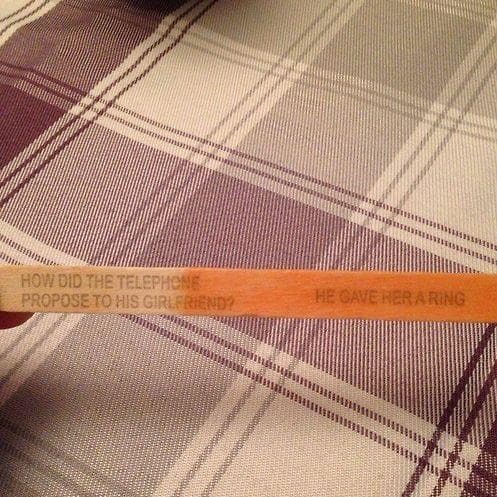 HOW DID THE TELEPHONE
PROPOSE TO HIS GIRLFRIEND?
HE GAVE HER A RING